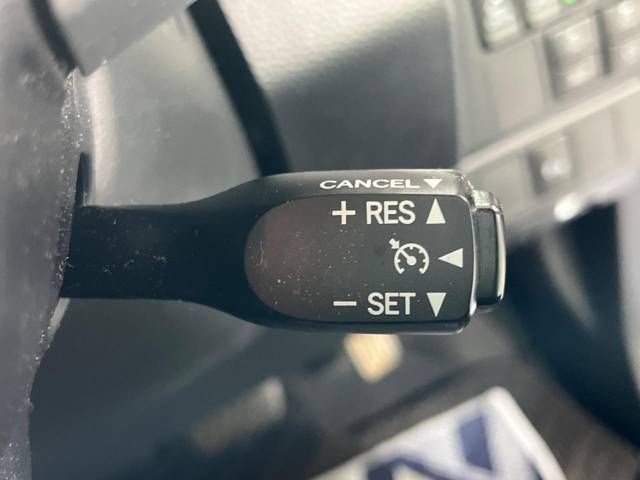 CANCEL▼
+ RES ▲
◀
− SET ▼